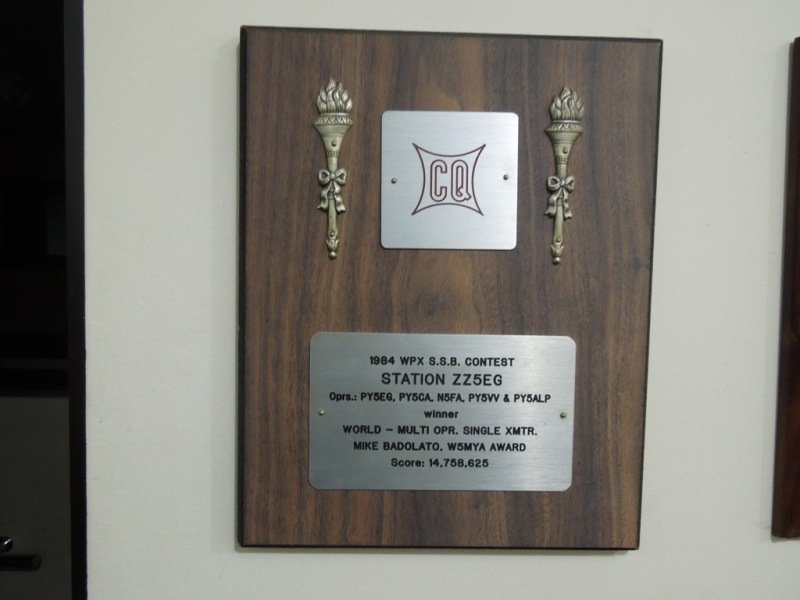 CQ
1984 WPX S.S.B. CONTEST
STATION ZZ5EG
Oprs.: PY5EG, PY5CA, N5FA, PY5VV & PY5ALP
winner
WORLD – MULTI OPR. SINGLE XMTR.
MIKE BADOLATO, W5MYA AWARD
Score: 14,758,625